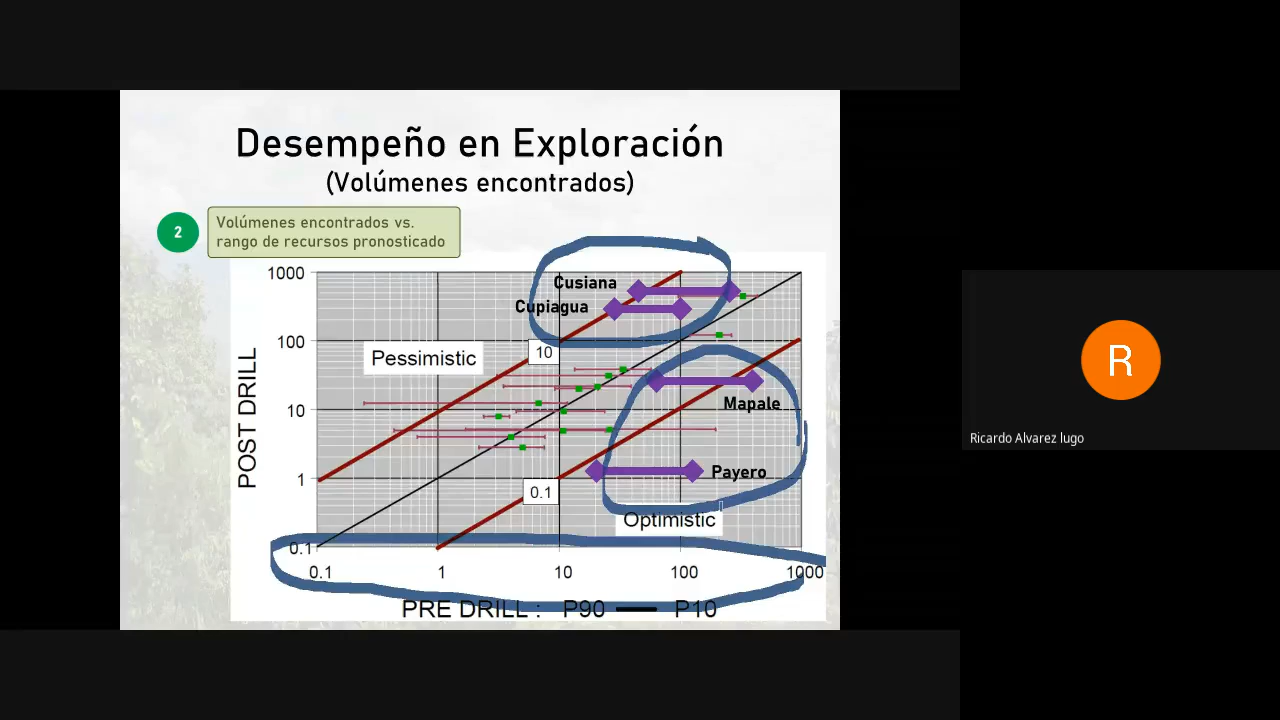 Desempeño en Exploración
(Volúmenes encontrados)
2
Volúmenes encontrados vs.
rango de recursos pronosticado
1000
Cusiana
Cupiagua
100
10
Pessimistic
POST DRILL
10
Mapale
1
Payero
0.1
Optimistic
0.1
0.1 1 10 100 1000
PRE DRILL : P90 P10
R
Ricardo Alvarez lugo